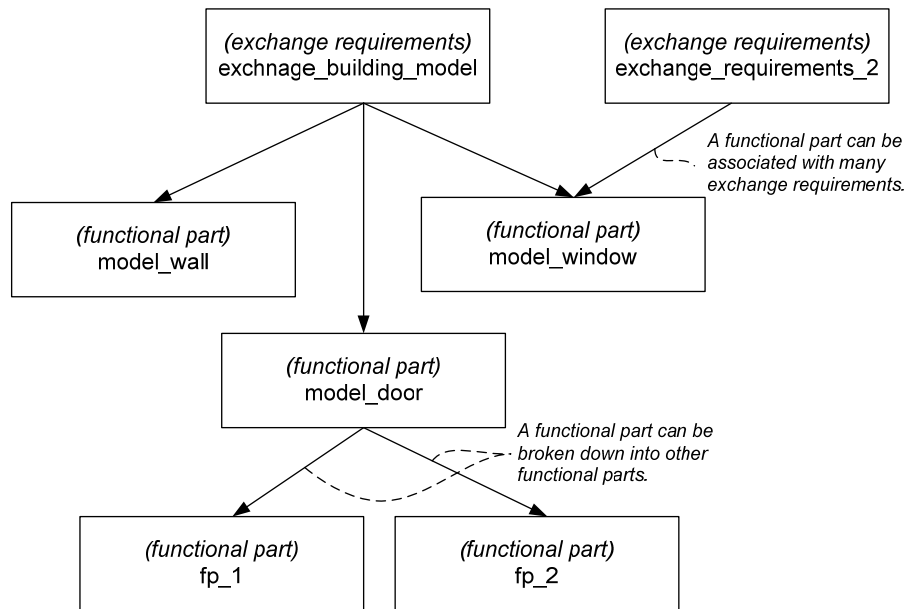 (exchange requirements)
exchnage_building_model
(exchange requirements)
exchange_requirements_2
A functional part can be
associated with many
exchange requirements.
(functional part)
model_wall
(functional part)
model_window
(functional part)
model_door
A functional part can be
broken down into other
functional parts.
(functional part)
fp_1
(functional part)
fp_2